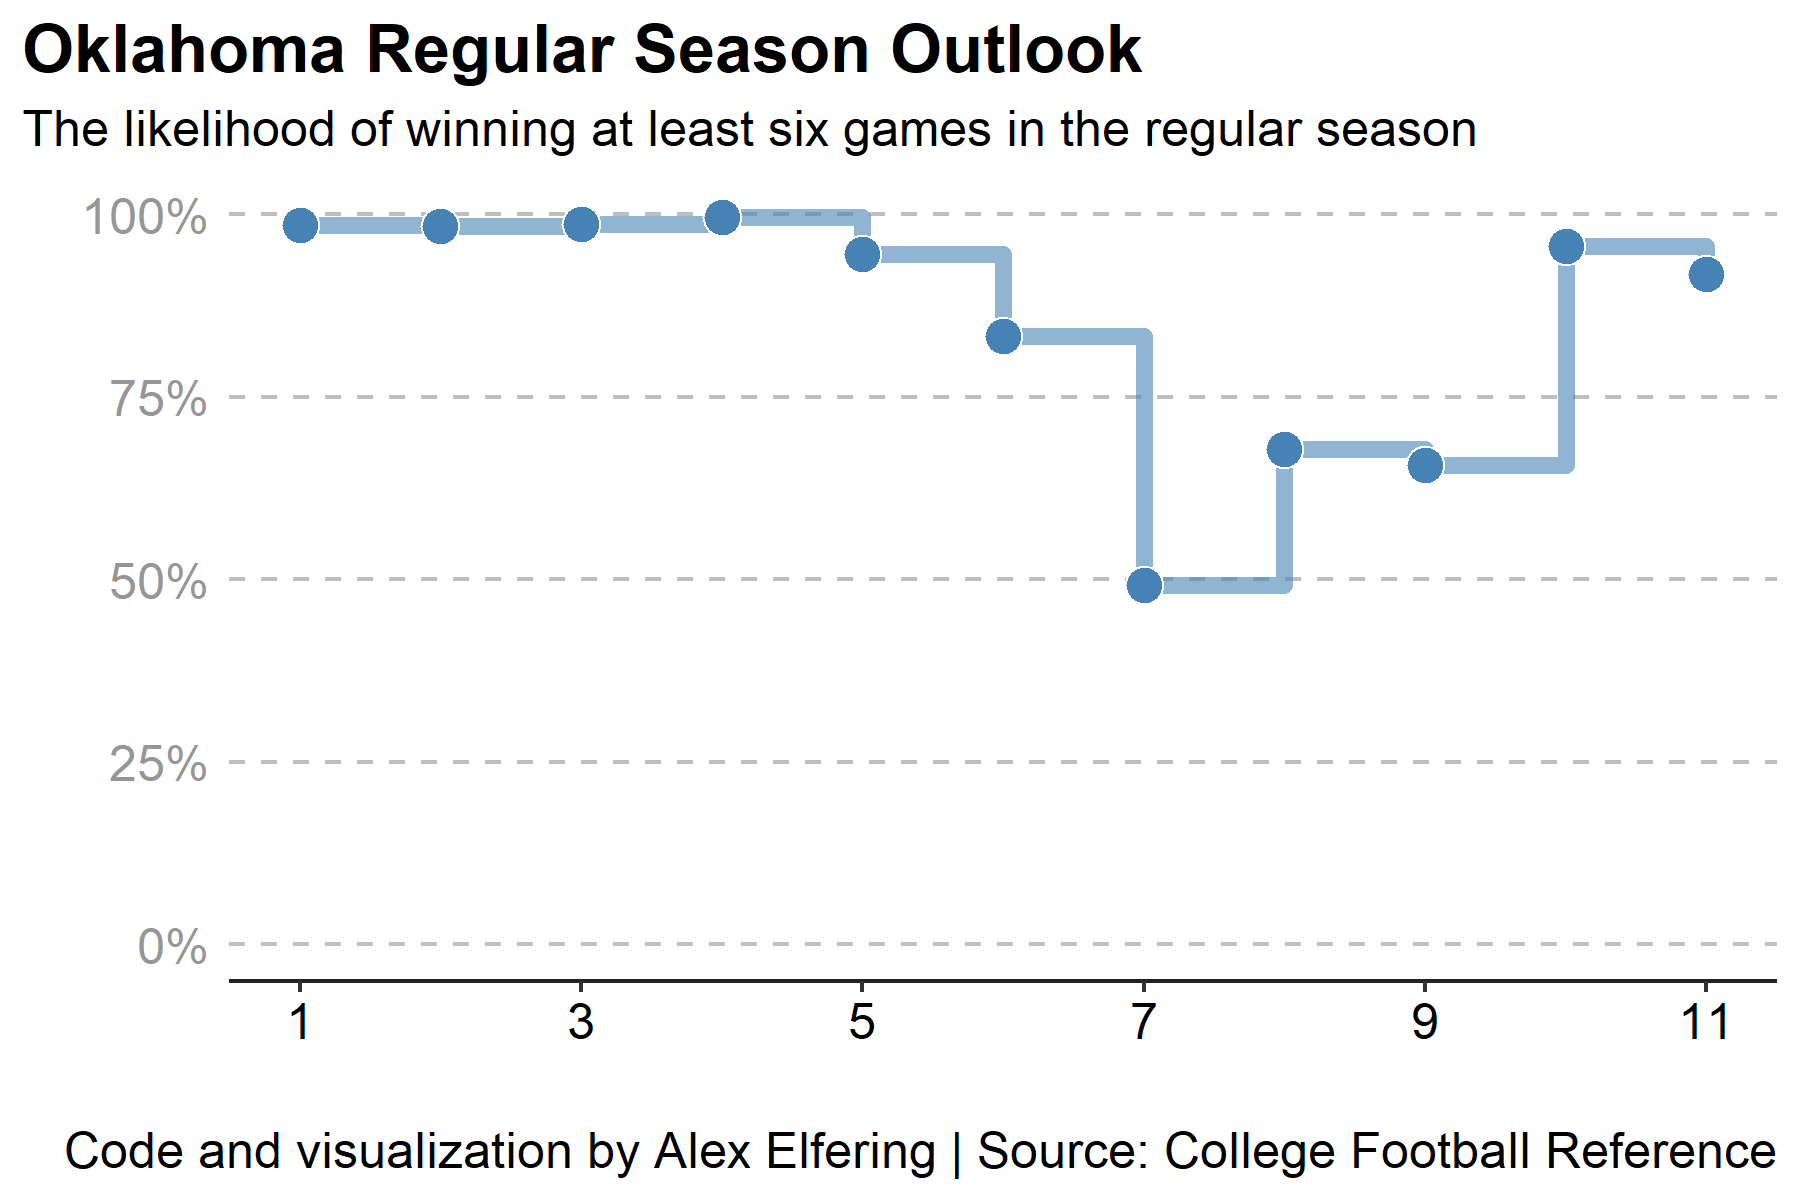 Oklahoma Regular Season Outlook
The likelihood of winning at least six games in the regular season
100%
75%
50%
25%
0%
1 3 5 7 9 11
Code and visualization by Alex Elfering | Source: College Football Reference